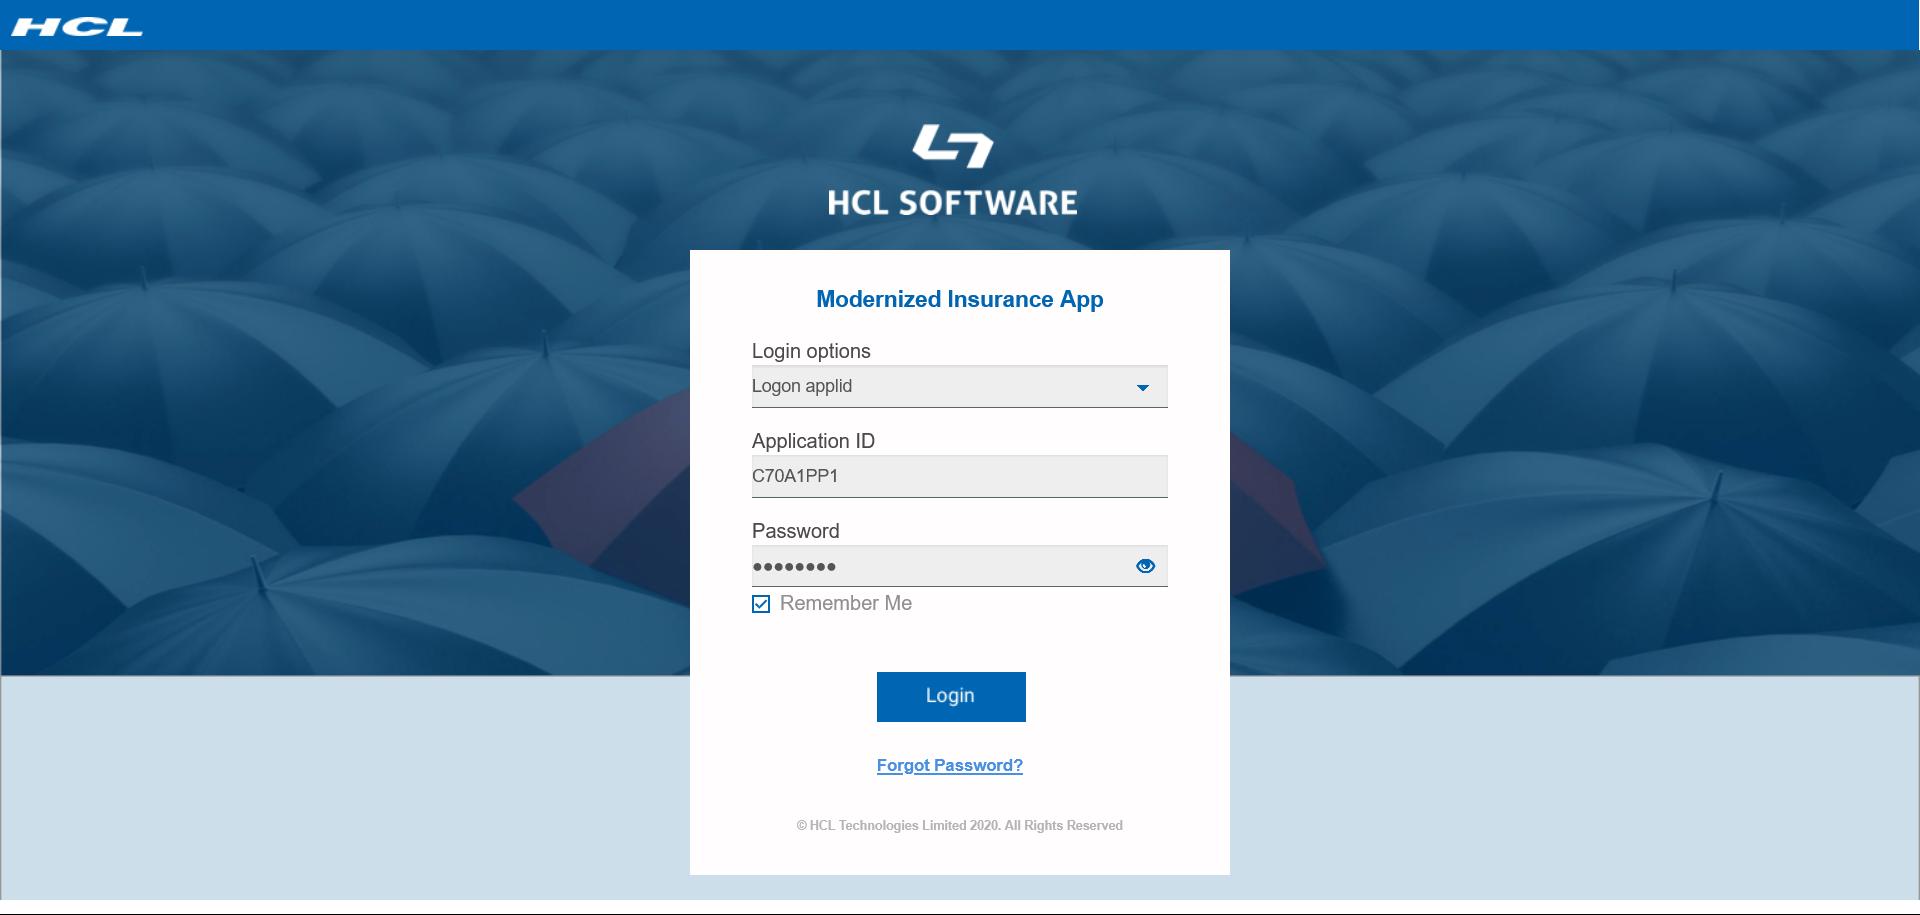 HCL
HCL SOFTWARE
Modernized Insurance App
Login options
Logon applid
Application ID
C70A1PP1
Password
••••••••
Remember Me
Login
Forgot Password?
© HCL Technologies Limited 2020. All Rights Reserved